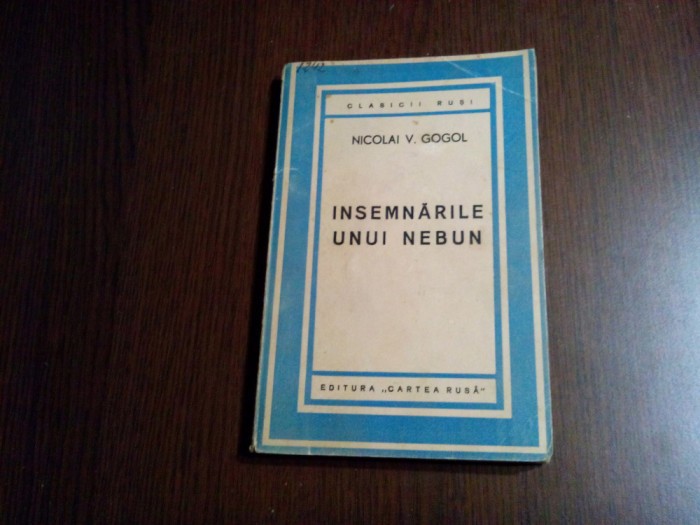 CLASICII RUSI
NICOLAI V. GOGOL
INSEMNĂRILE
UNUI NEBUN
EDITURA „CARTEA RUSĂ"